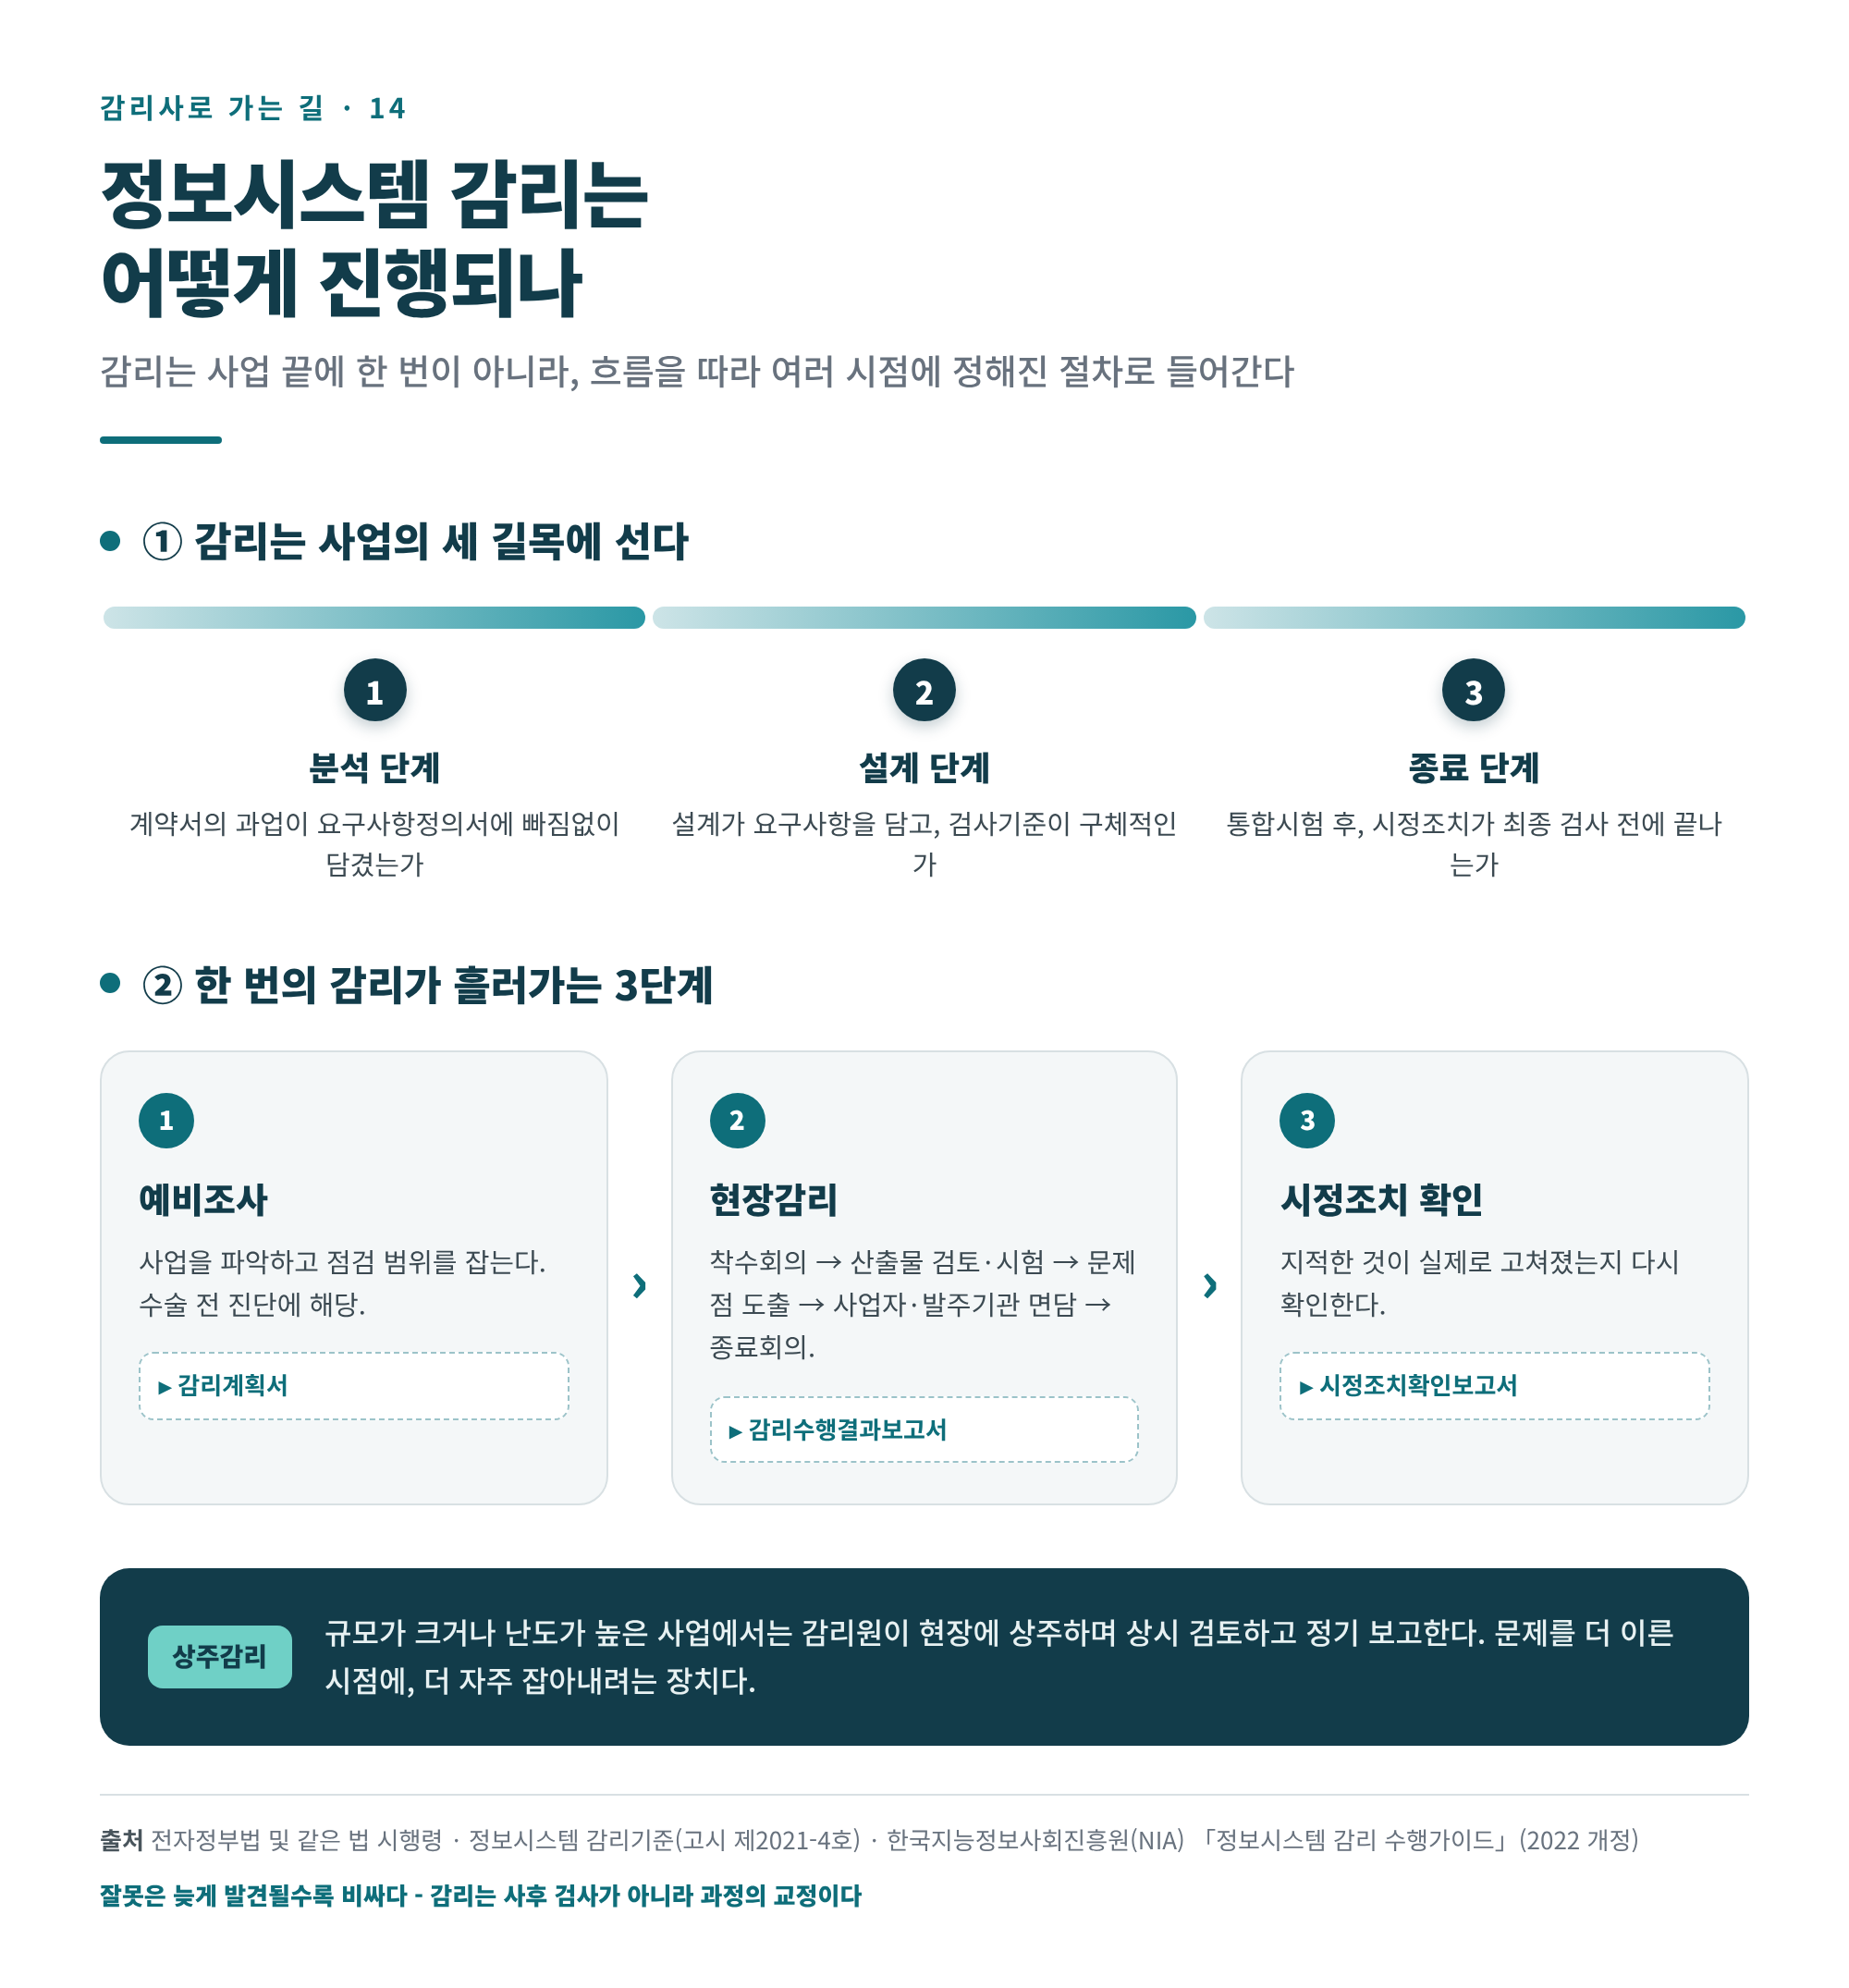 감리사로 가는 길 · 14
정보시스템 감리는
어떻게 진행되나
감리는 사업 끝에 한 번이 아니라, 흐름을 따라 여러 시점에 정해진 절차로 들어간다
① 감리는 사업의 세 길목에 선다
1
분석 단계
계약서의 과업이 요구사항정의서에 빠짐없이
담겼는가
2
설계 단계
설계가 요구사항을 담고, 검사기준이 구체적인
가
3
종료 단계
통합시험 후, 시정조치가 최종 검사 전에 끝나
는가
② 한 번의 감리가 흘러가는 3단계
1
예비조사
사업을 파악하고 점검 범위를 잡는다.
수술 전 진단에 해당.
▸ 감리계획서
›
2
현장감리
착수회의 → 산출물 검토·시험 → 문제
점 도출 → 사업자·발주기관 면담 →
종료회의.
▸ 감리수행결과보고서
›
3
시정조치 확인
지적한 것이 실제로 고쳐졌는지 다시
확인한다.
▸ 시정조치확인보고서
상주감리
규모가 크거나 난도가 높은 사업에서는 감리원이 현장에 상주하며 상시 검토하고 정기 보고한다. 문제를 더 이른
시점에, 더 자주 잡아내려는 장치다.
출처 전자정부법 및 같은 법 시행령 · 정보시스템 감리기준(고시 제2021-4호) · 한국지능정보사회진흥원(NIA) 「정보시스템 감리 수행가이드」(2022 개정)
잘못은 늦게 발견될수록 비싸다 - 감리는 사후 검사가 아니라 과정의 교정이다